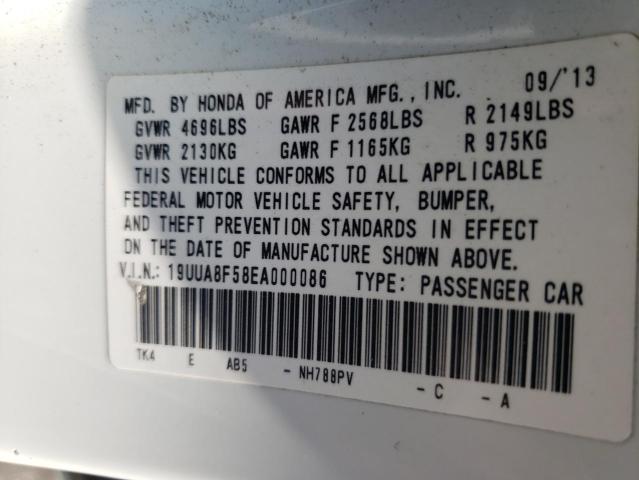 MFD. BY HONDA OF AMERICA MFG., INC. 09/'13
GVWR 4696LBS GAWR F 2568LBS R 2149LBS
GVWR 2130KG GAWR F 1165KG R 975KG
THIS VEHICLE CONFORMS TO ALL APPLICABLE
FEDERAL MOTOR VEHICLE SAFETY, BUMPER,
AND THEFT PREVENTION STANDARDS IN EFFECT
ON THE DATE OF MANUFACTURE SHOWN ABOVE.
V.I.N.: 19UUA8F58EA000086 TYPE: PASSENGER CAR
TK4 E AB5 - NH788PV - C - A